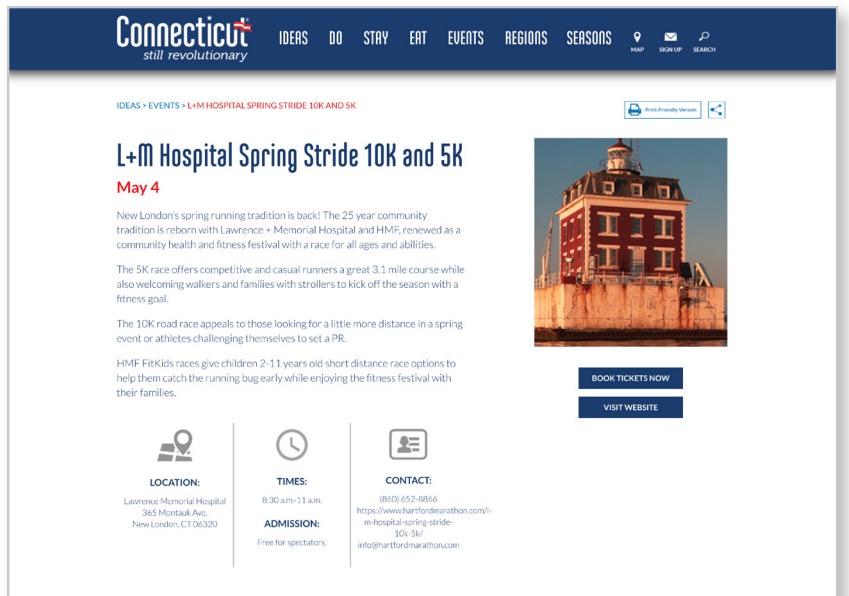 Connecticut
still revolutionary
IDEAS DO STAY EAT EVENTS REGIONS SEASONS
MAP SIGN UP SEARCH
IDEAS > EVENTS > L+M HOSPITAL SPRING STRIDE 10K AND 5K
Print-Friendly Version
L+M Hospital Spring Stride 10K and 5K
May 4
New London's spring running tradition is back! The 25 year community
tradition is reborn with Lawrence + Memorial Hospital and HMF, renewed as a
community health and fitness festival with a race for all ages and abilities.
The 5K race offers competitive and casual runners a great 3.1 mile course while
also welcoming walkers and families with strollers to kick off the season with a
fitness goal.
The 10K road race appeals to those looking for a little more distance in a spring
event or athletes challenging themselves to set a PR.
HMF FitKids races give children 2-11 years old short distance race options to
help them catch the running bug early while enjoying the fitness festival with
their families.
BOOK TICKETS NOW
VISIT WEBSITE
LOCATION:
Lawrence Memorial Hospital
365 Montauk Ave.
New London, CT 06320
TIMES:
8:30 a.m.-11 a.m.
ADMISSION:
Free for spectators.
CONTACT:
(860) 652-8866
https://www.hartfordmarathon.com/l-
m-hospital-spring-stride-
10k-5k/
info@hartfordmarathon.com